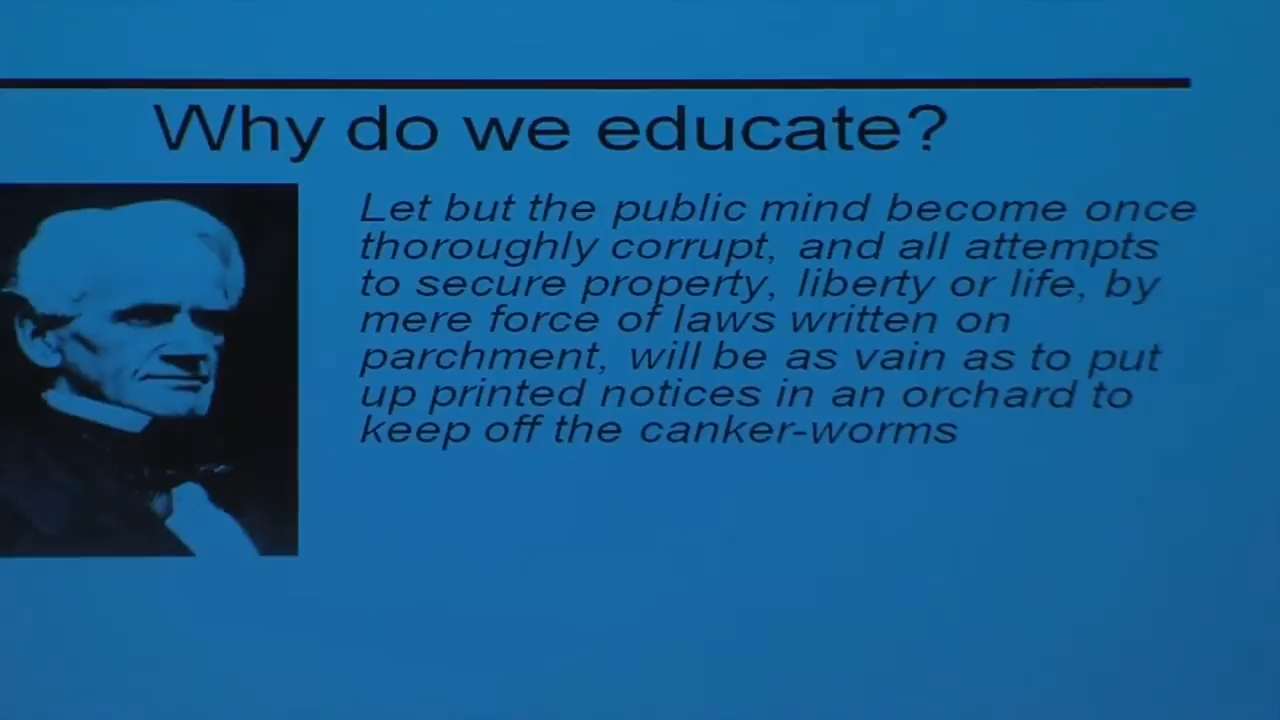 Why do we educate?
Let but the public mind become once
thoroughly corrupt, and all attempts
to secure property, liberty or life, by
mere force of laws written on
parchment, will be as vain as to put
up printed notices in an orchard to
keep off the canker-worms